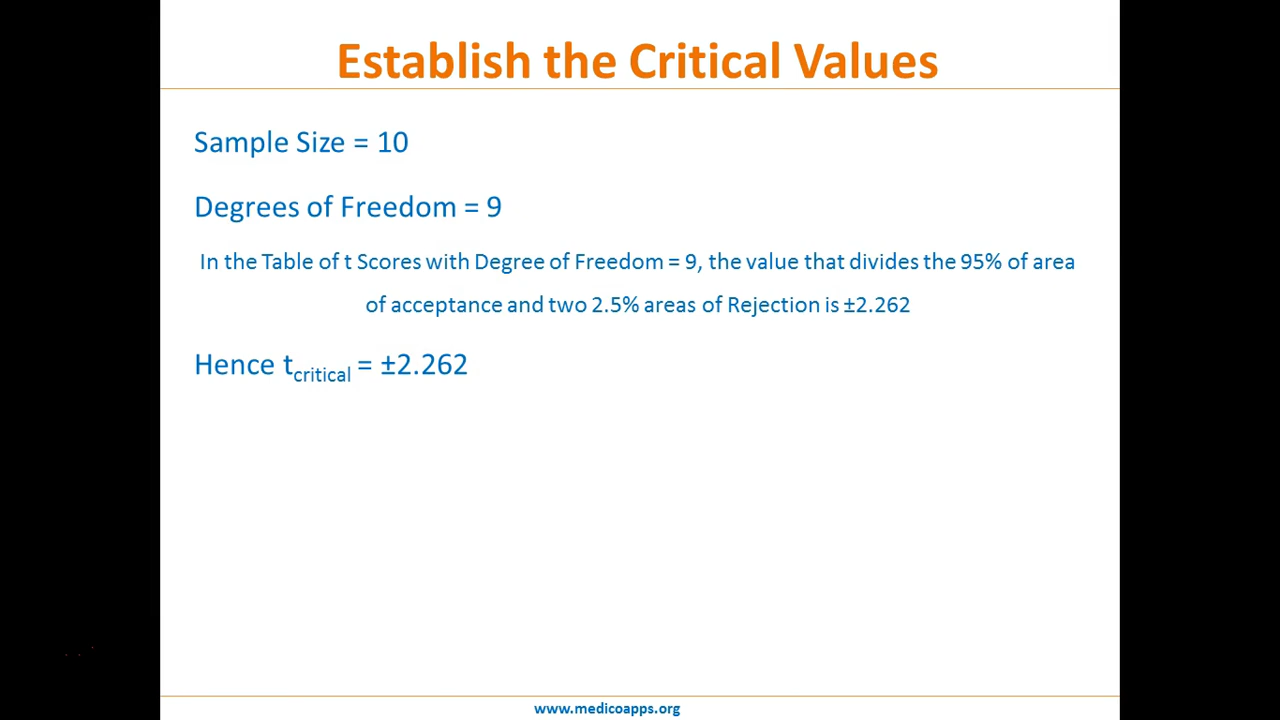 Establish the Critical Values
Sample Size = 10
Degrees of Freedom = 9
In the Table of t Scores with Degree of Freedom = 9, the value that divides the 95% of area
of acceptance and two 2.5% areas of Rejection is ±2.262
Hence tcritical = ±2.262
www.medicoapps.org